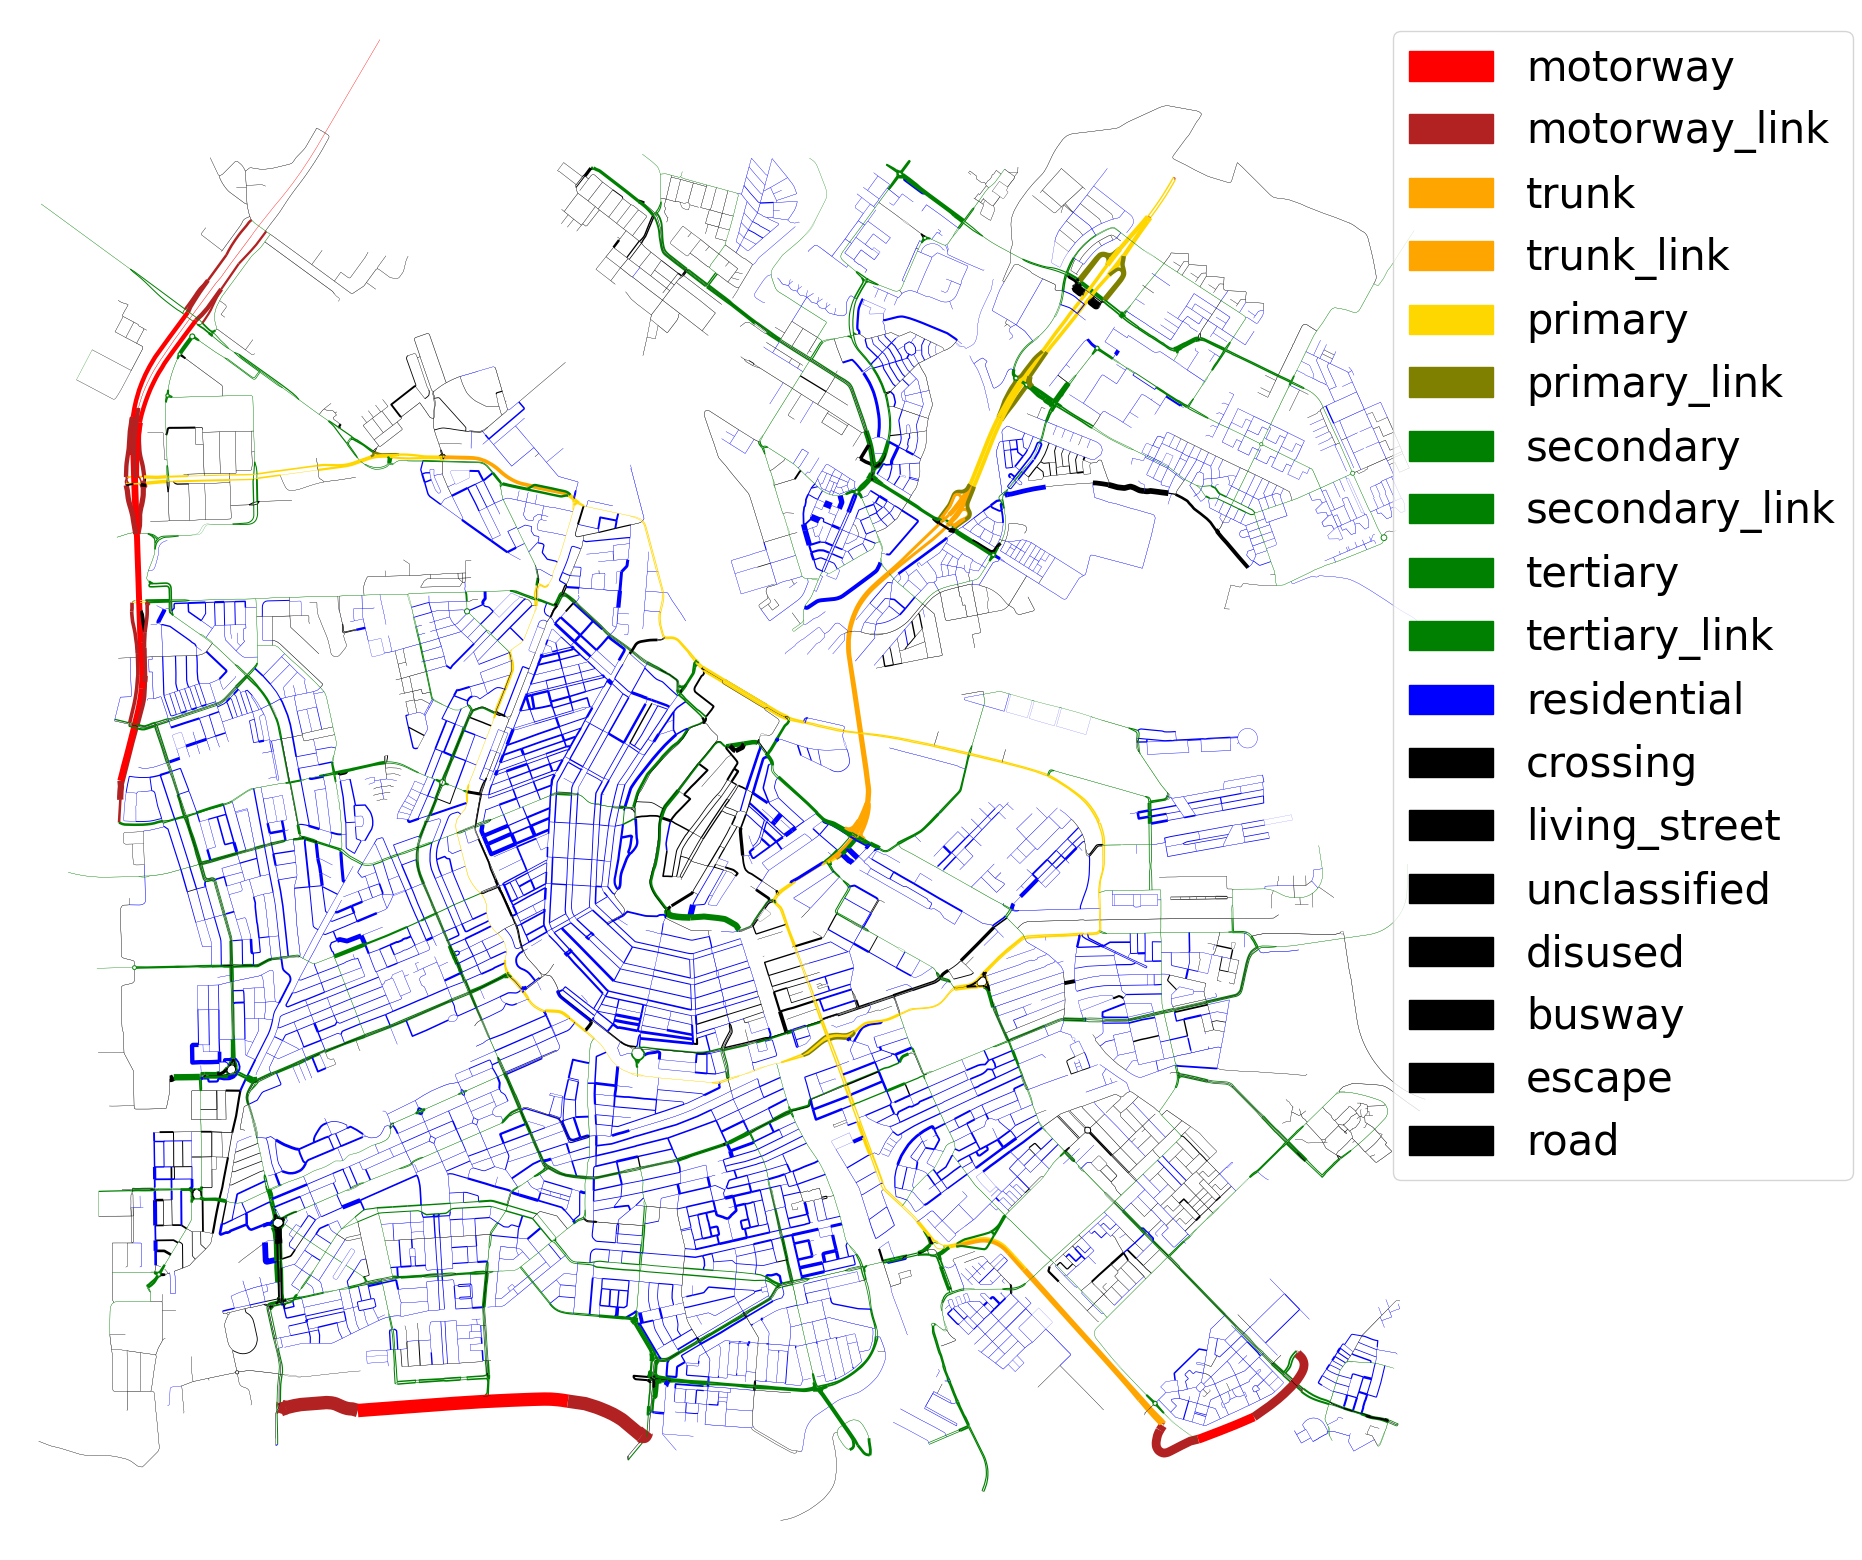 motorway
motorway_link
trunk
trunk_link
primary
primary_link
secondary
secondary_link
tertiary
tertiary_link
residential
crossing
living_street
unclassified
disused
busway
escape
road